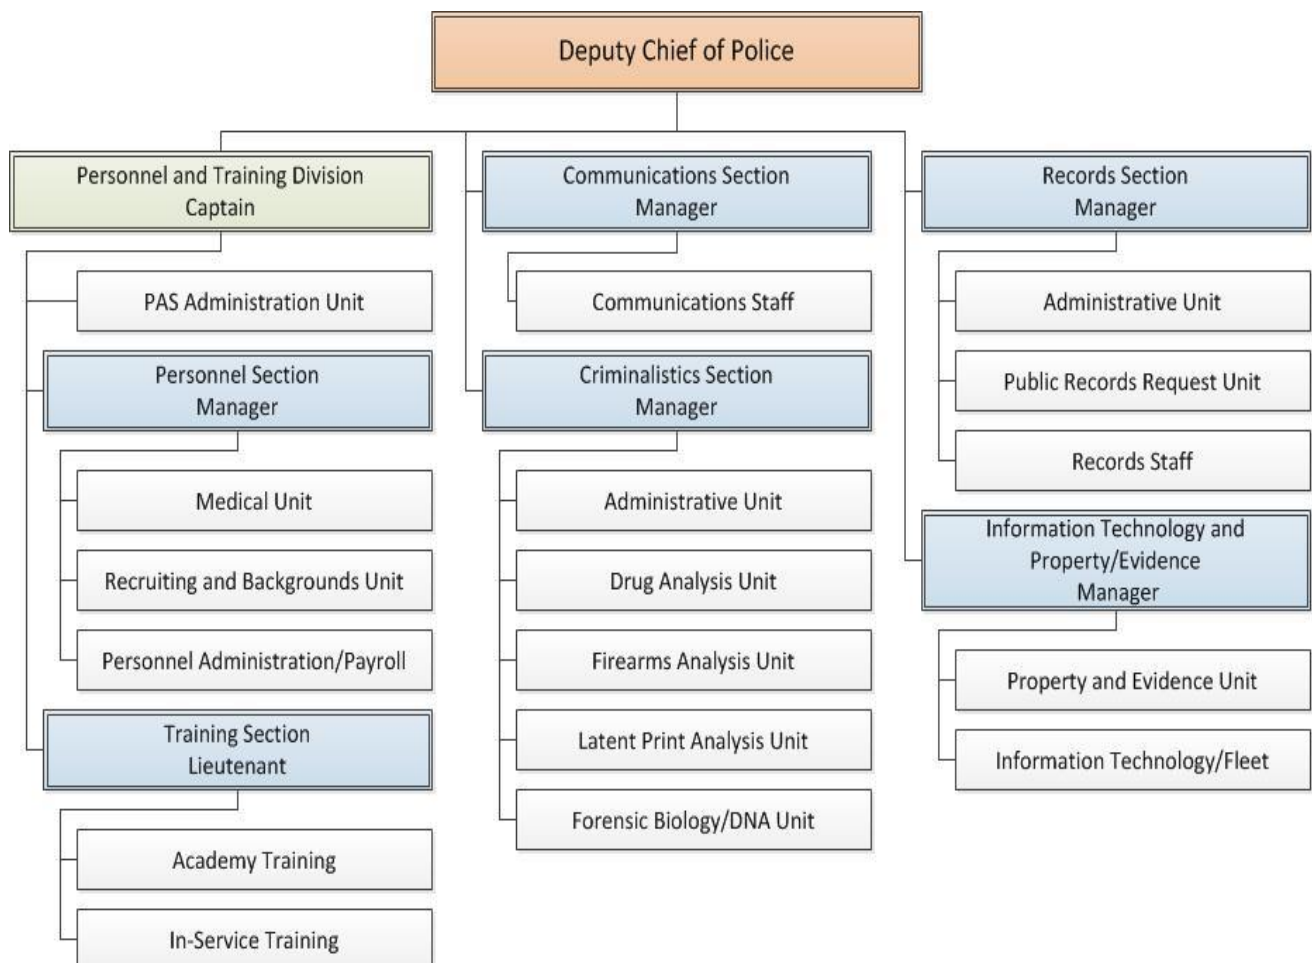 Deputy Chief of Police
Personnel and Training Division
Captain
PAS Administration Unit
Personnel Section
Manager
Medical Unit
Recruiting and Backgrounds Unit
Personnel Administration/Payroll
Training Section
Lieutenant
Academy Training
In-Service Training
Communications Section
Manager
Communications Staff
Criminalistics Section
Manager
Administrative Unit
Drug Analysis Unit
Firearms Analysis Unit
Latent Print Analysis Unit
Forensic Biology/DNA Unit
Records Section
Manager
Administrative Unit
Public Records Request Unit
Records Staff
Information Technology and
Property/Evidence
Manager
Property and Evidence Unit
Information Technology/Fleet